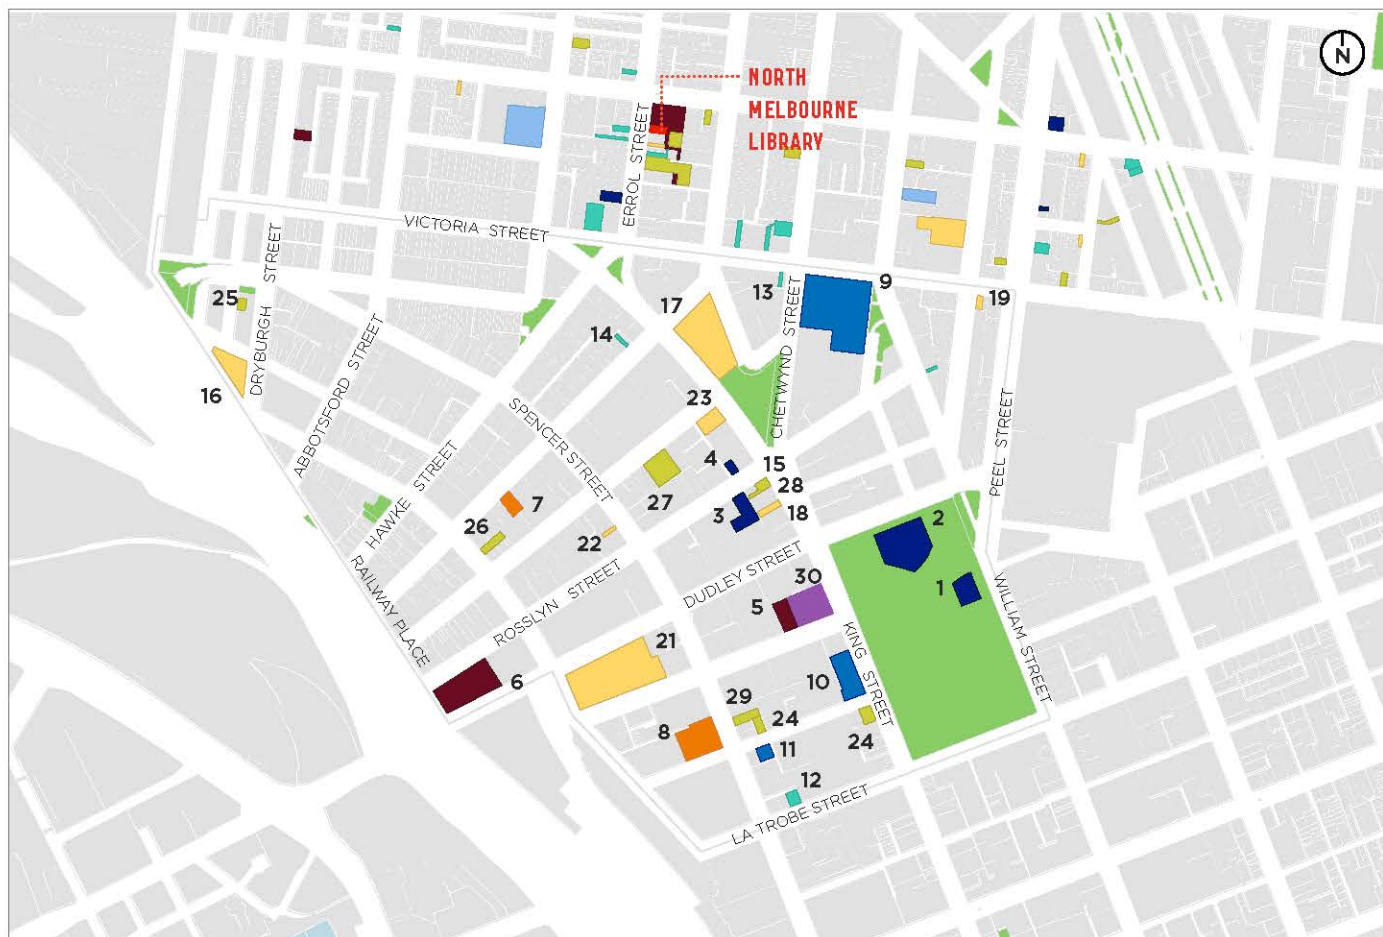 N
NORTH
MELBOURNE
LIBRARY
ERROL STREET
VICTORIA STREET
DRYBURGH STREET
ABBOTSFORD STREET
HAWKE STREET
RAILWAY PLACE
SPENCER STREET
ROSSLYN STREET
DUDLEY STREET
CHETWYND STREET
PEEL STREET
WILLIAM STREET
KING STREET
LA TROBE STREET
25
16
14
17
13
9
19
23
4
15
28
18
3
27
7
26
22
2
1
30
5
21
6
10
29
24
8
11
24
12